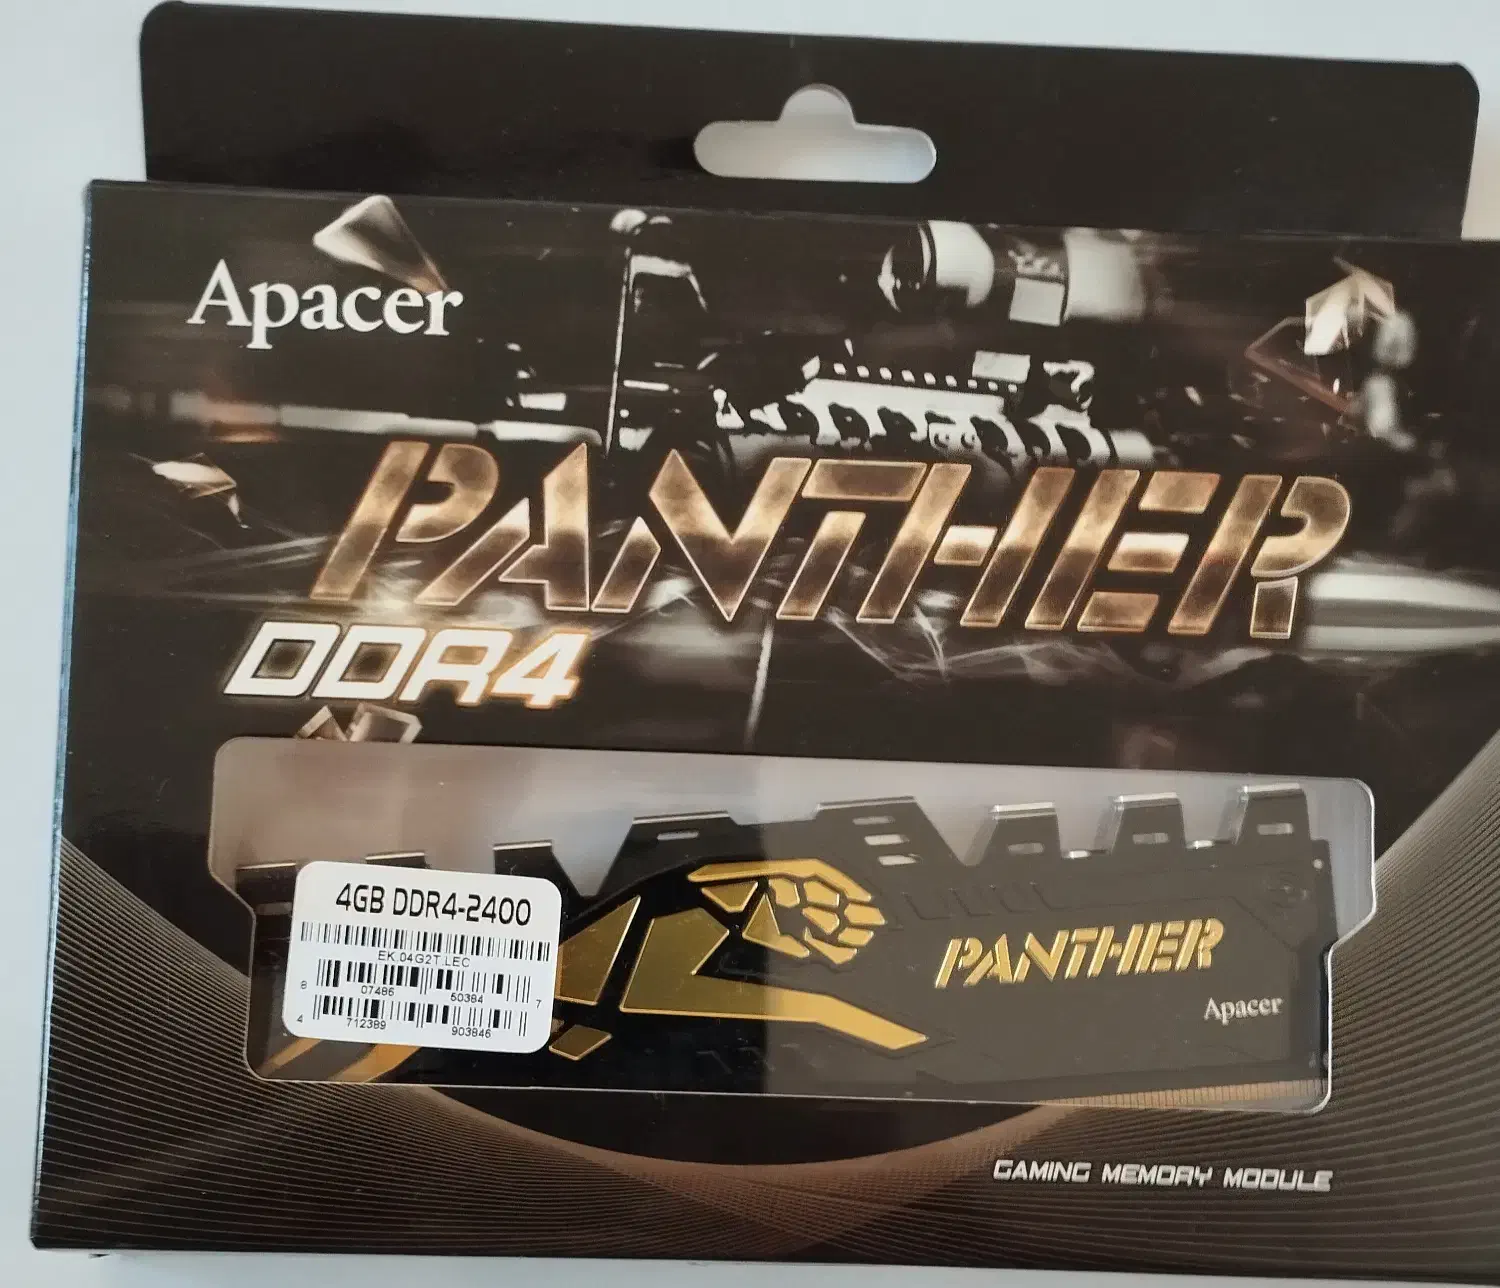 Apacer
PANTHER
DDR4
4GB DDR4-2400
EK.04G2T.LEC
8 07486 50384 7
4 712389 903846
PANTHER
Apacer
GAMING MEMORY MODULE